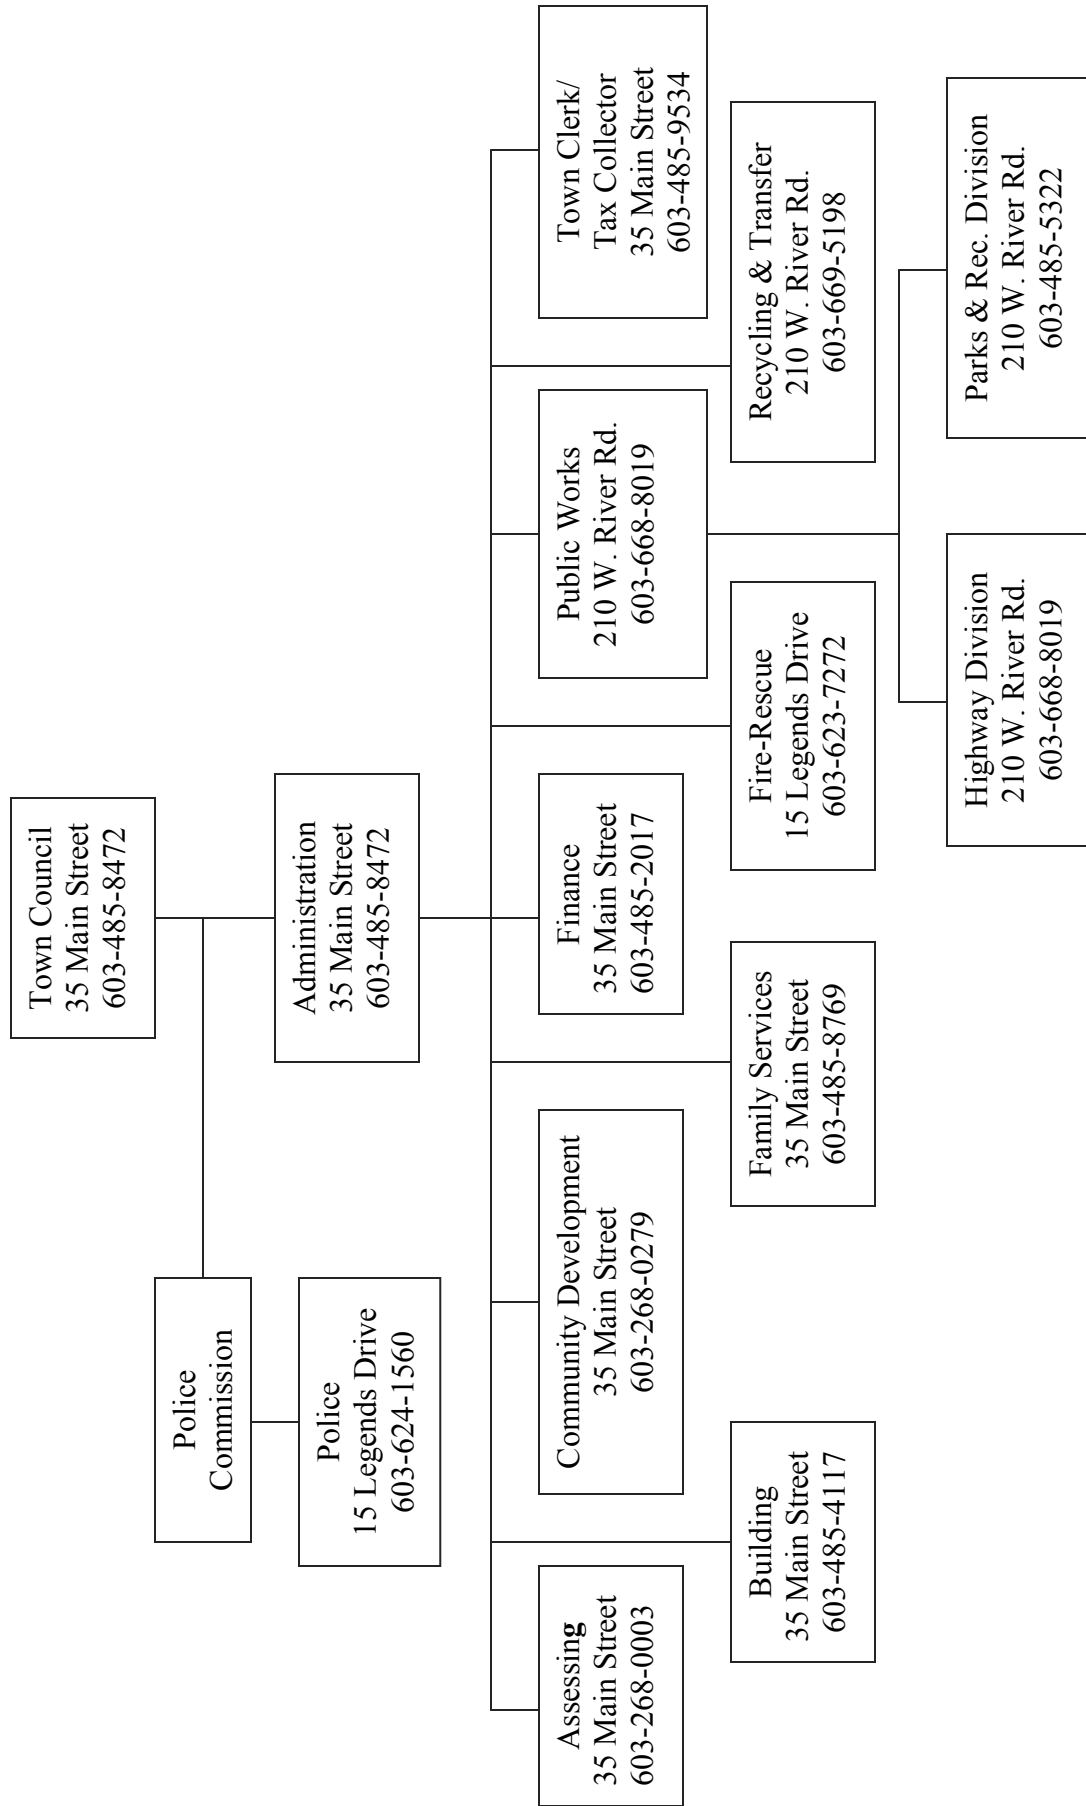 Town Council
35 Main Street
603-485-8472
Police
Commission
Police
15 Legends Drive
603-624-1560
Administration
35 Main Street
603-485-8472
Assessing
35 Main Street
603-268-0003
Community Development
35 Main Street
603-268-0279
Finance
35 Main Street
603-485-2017
Public Works
210 W. River Rd.
603-668-8019
Town Clerk/
Tax Collector
35 Main Street
603-485-9534
Building
35 Main Street
603-485-4117
Family Services
35 Main Street
603-485-8769
Fire-Rescue
15 Legends Drive
603-623-7272
Recycling & Transfer
210 W. River Rd.
603-669-5198
Highway Division
210 W. River Rd.
603-668-8019
Parks & Rec. Division
210 W. River Rd.
603-485-5322